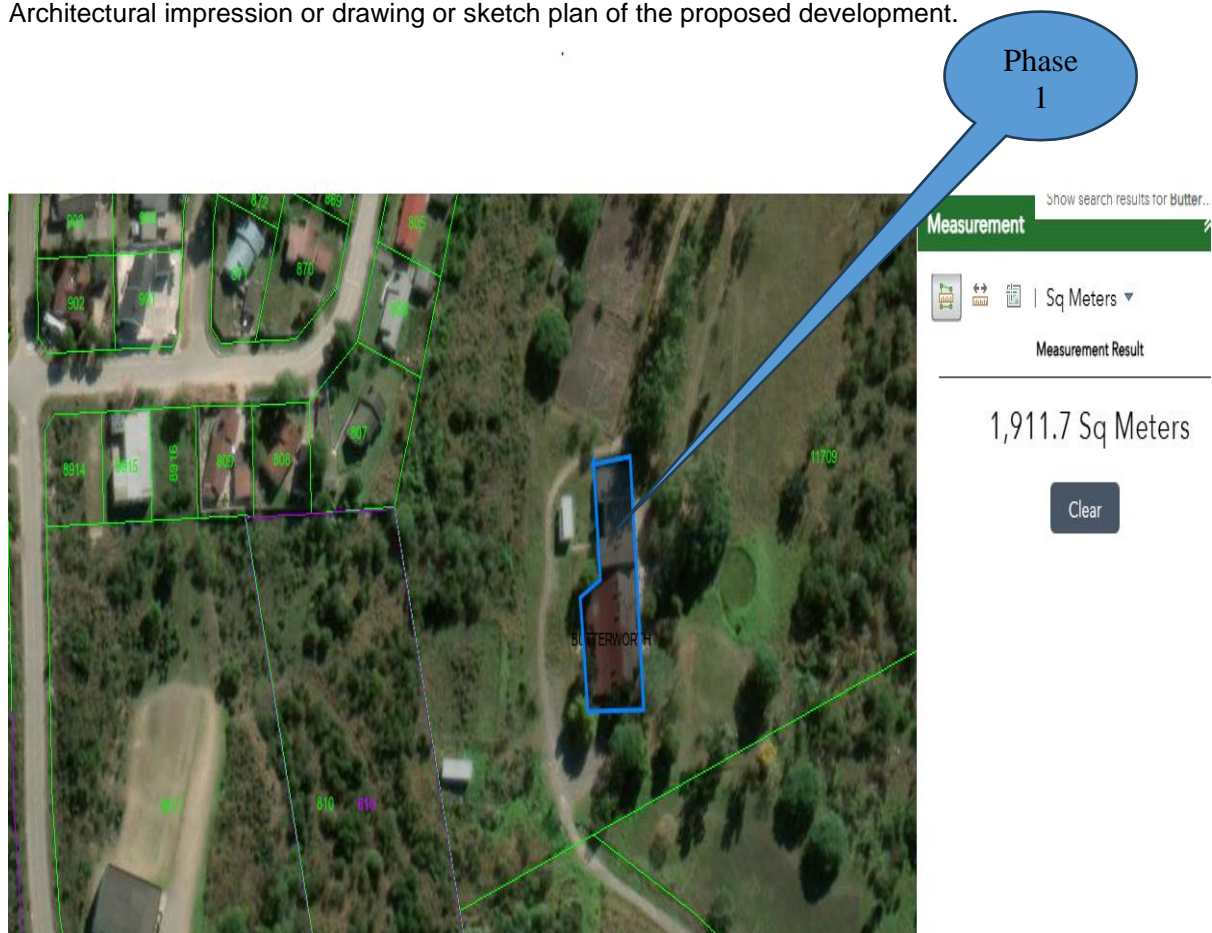 Architectural impression or drawing or sketch plan of the proposed development.
Phase
1
Show search results for Butter...
Measurement
| Sq Meters
Measurement Result
1,911.7 Sq Meters
Clear
872
869
805
871
870
902
901
807
8914
8915
8916
809
808
11709
BUTTERWORTH
810
810